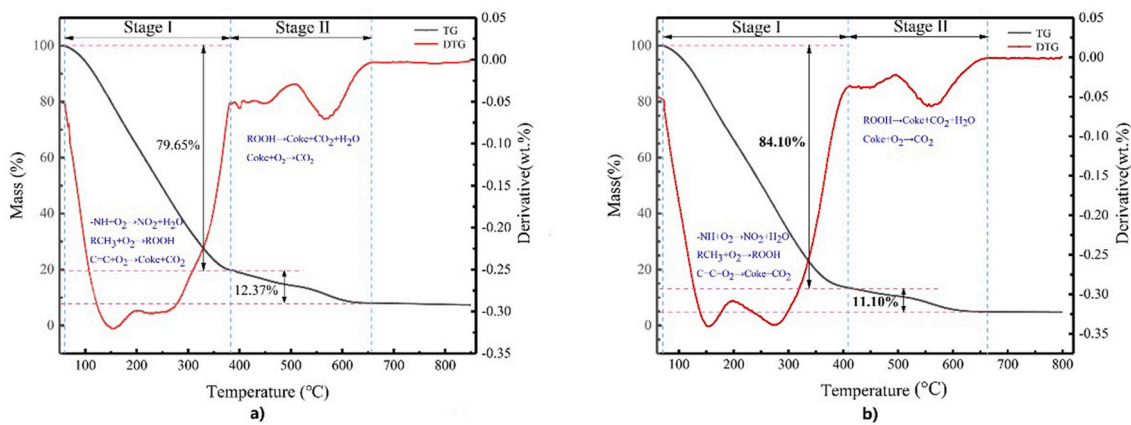 Stage I
Stage II
TG
DTG
100
80
60
40
20
0
Mass(%)
0.05
0.00
-0.05
-0.10
-0.15
-0.20
-0.25
-0.30
-0.35
Derivative(wt.%)
79.65%
ROOH→Coke+CO₂+H₂O
Coke+O₂→CO₂
-NH+O₂→NO₂+H₂O
RCH₃+O₂→ROOH
C=C+O₂→Coke+CO₂
12.37%
100
200
300
400
500
600
700
800
Temperature (°C)
a)
Stage I
Stage II
TG
DTG
100
80
60
40
20
0
Mass(%)
0.05
0.00
-0.05
-0.10
-0.15
-0.20
-0.25
-0.30
-0.35
Derivative(wt.%)
84.10%
ROOH→Coke+CO₂+H₂O
Coke+O₂→CO₂
-NH+O₂→NO₂+H₂O
RCH₃+O₂→ROOH
C-C-O₂→Coke-CO₂
11.10%
100
200
300
400
500
600
700
800
Temperature (°C)
b)